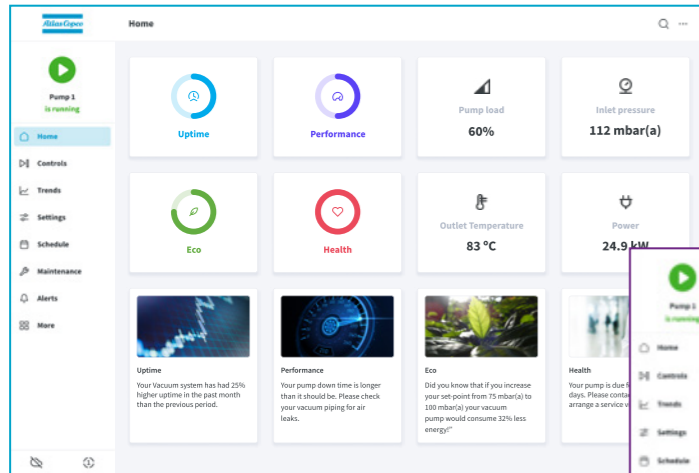 Atlas Copco
Home
Pump 1
is running
Home
Controls
Trends
Settings
Schedule
Maintenance
Alerts
More
Uptime
Performance
Pump load
60%
Inlet pressure
112 mbar(a)
Eco
Health
Outlet Temperature
83 °C
Power
24.9 kW
Uptime
Your Vacuum system has had 25%
higher uptime in the past month
than the previous period.
Performance
Your pump down time is longer
than it should be. Please check
your vacuum piping for air
leaks.
Eco
Did you know that if you increase
your set-point from 75 mbar(a) to
100 mbar(a) your vacuum
pump would consume 32% less
energy!"
Health
Your pump is due
days. Please
arrange a service
Pump 1
is running
Home
Controls
Trends
Settings
Schedule